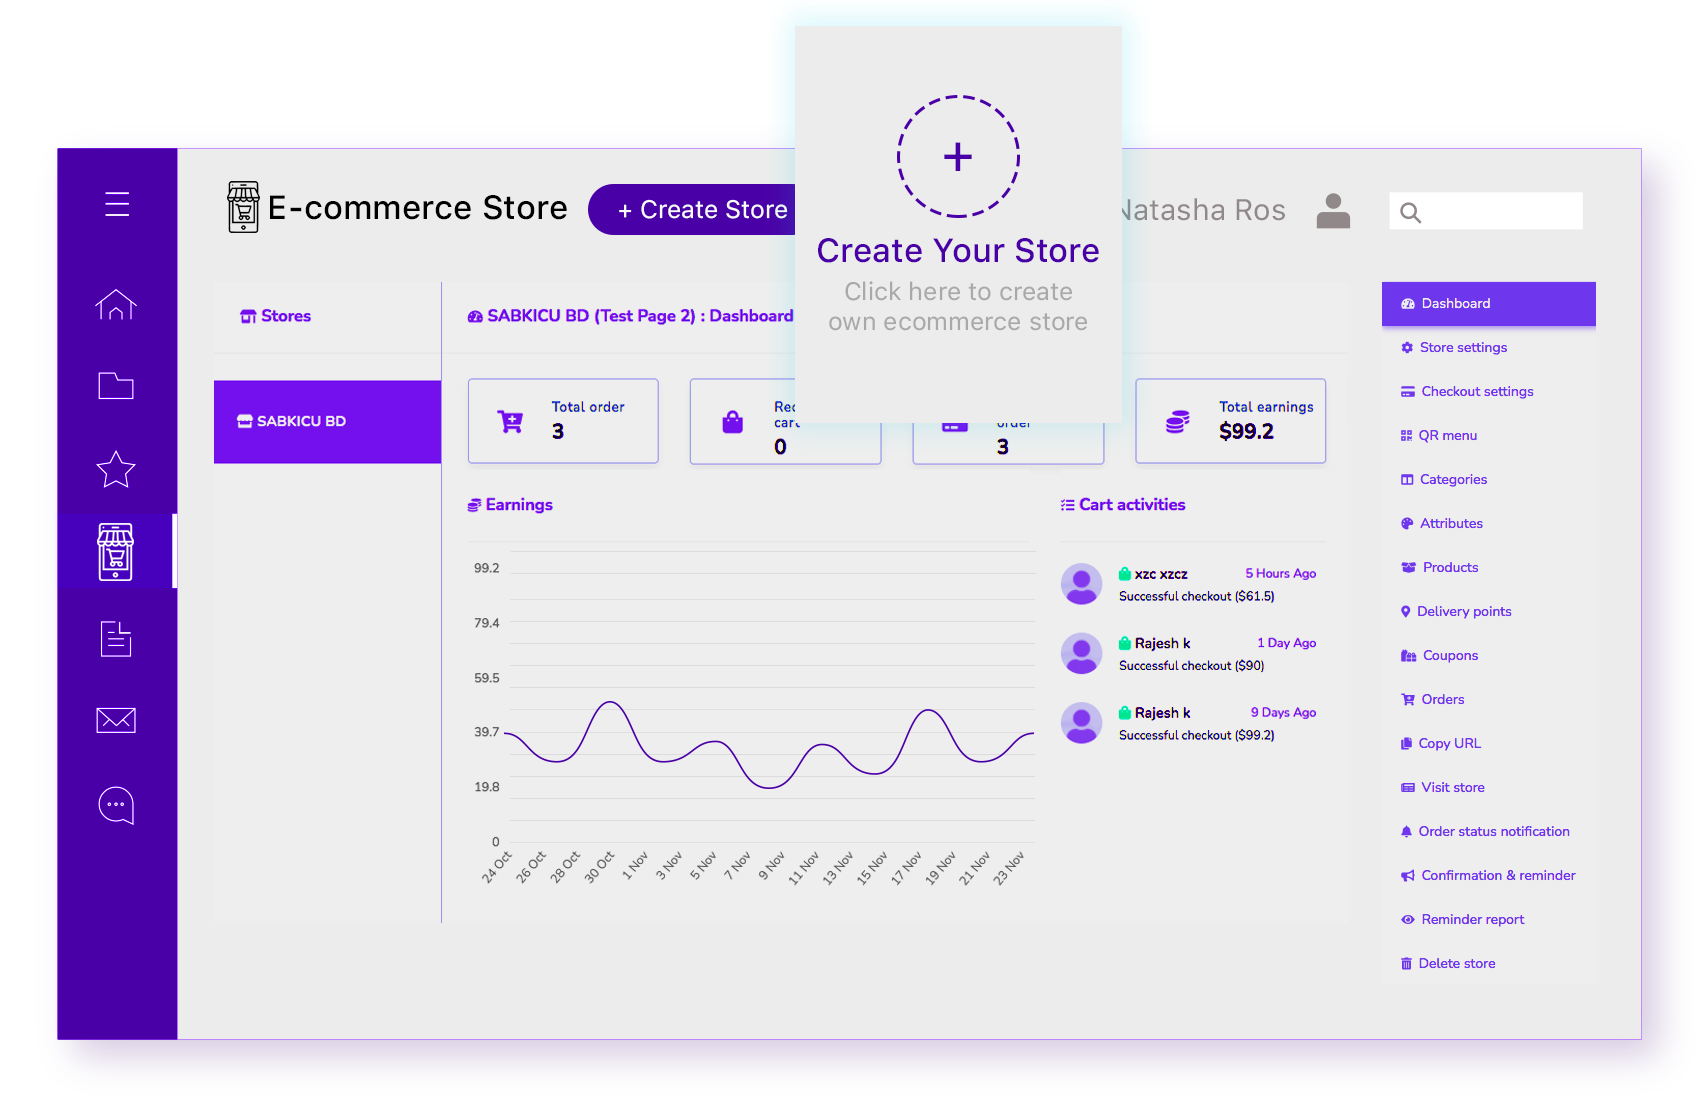 E-commerce Store
+ Create Store
+
Create Your Store
Click here to create
own ecommerce store
Natasha Ros
Stores
SABKICU BD
SABKICU BD (Test Page 2) : Dashboard
Total order
3
cart
0
order
3
Total earnings
$99.2
Earnings
99.2
79.4
59.5
39.7
19.8
0
24 Oct
26 Oct
28 Oct
30 Oct
1 Nov
3 Nov
5 Nov
7 Nov
9 Nov
11 Nov
13 Nov
15 Nov
17 Nov
19 Nov
21 Nov
23 Nov
Cart activities
xzc xzcz 5 Hours Ago
Successful checkout ($61.5)
Rajesh k 1 Day Ago
Successful checkout ($90)
Rajesh k 9 Days Ago
Successful checkout ($99.2)
Dashboard
Store settings
Checkout settings
QR menu
Categories
Attributes
Products
Delivery points
Coupons
Orders
Copy URL
Visit store
Order status notification
Confirmation & reminder
Reminder report
Delete store